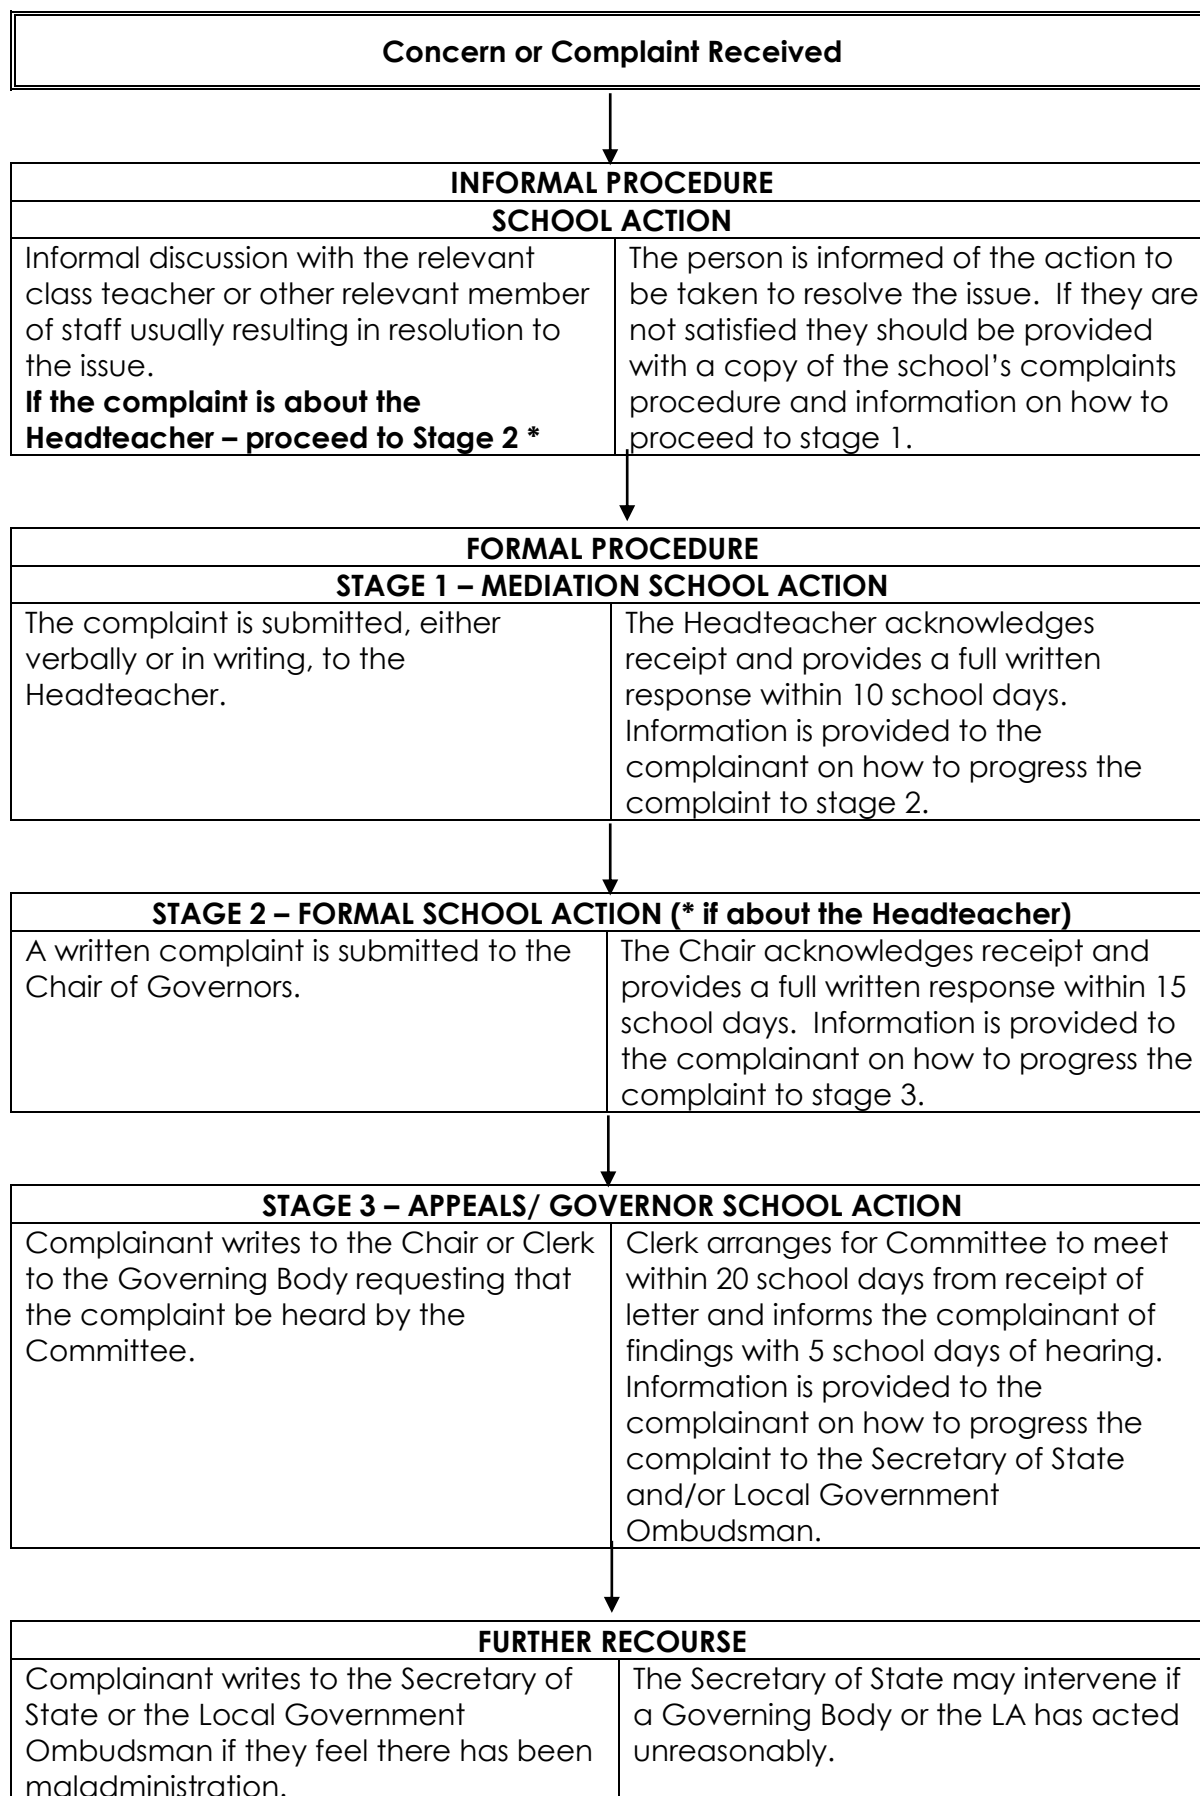 Concern or Complaint Received
INFORMAL PROCEDURE
SCHOOL ACTION
Informal discussion with the relevant
class teacher or other relevant member
of staff usually resulting in resolution to
the issue.
If the complaint is about the
Headteacher – proceed to Stage 2 *
The person is informed of the action to
be taken to resolve the issue.  If they are
not satisfied they should be provided
with a copy of the school’s complaints
procedure and information on how to
proceed to stage 1.
FORMAL PROCEDURE
STAGE 1 – MEDIATION SCHOOL ACTION
The complaint is submitted, either
verbally or in writing, to the
Headteacher.
The Headteacher acknowledges
receipt and provides a full written
response within 10 school days.
Information is provided to the
complainant on how to progress the
complaint to stage 2.
STAGE 2 – FORMAL SCHOOL ACTION (* if about the Headteacher)
A written complaint is submitted to the
Chair of Governors.
The Chair acknowledges receipt and
provides a full written response within 15
school days.  Information is provided to
the complainant on how to progress the
complaint to stage 3.
STAGE 3 – APPEALS/ GOVERNOR SCHOOL ACTION
Complainant writes to the Chair or Clerk
to the Governing Body requesting that
the complaint be heard by the
Committee.
Clerk arranges for Committee to meet
within 20 school days from receipt of
letter and informs the complainant of
findings with 5 school days of hearing.
Information is provided to the
complainant on how to progress the
complaint to the Secretary of State
and/or Local Government
Ombudsman.
FURTHER RECOURSE
Complainant writes to the Secretary of
State or the Local Government
Ombudsman if they feel there has been
maladministration.
The Secretary of State may intervene if
a Governing Body or the LA has acted
unreasonably.